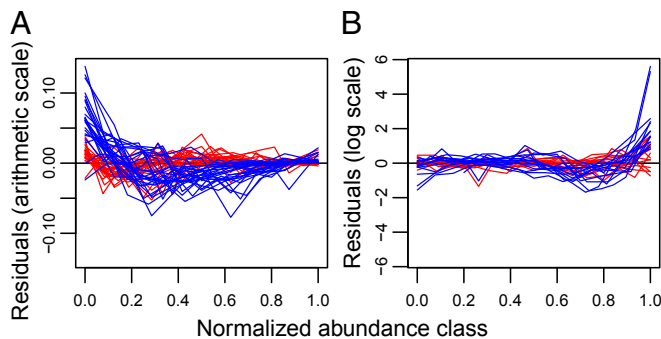 A
B
Residuals (arithmetic scale)
0.10
0.00
−0.10
0.0 0.2 0.4 0.6 0.8 1.0
Residuals (log scale)
6
4
2
0
−2
−4
−6
0.0 0.2 0.4 0.6 0.8 1.0
Normalized abundance class